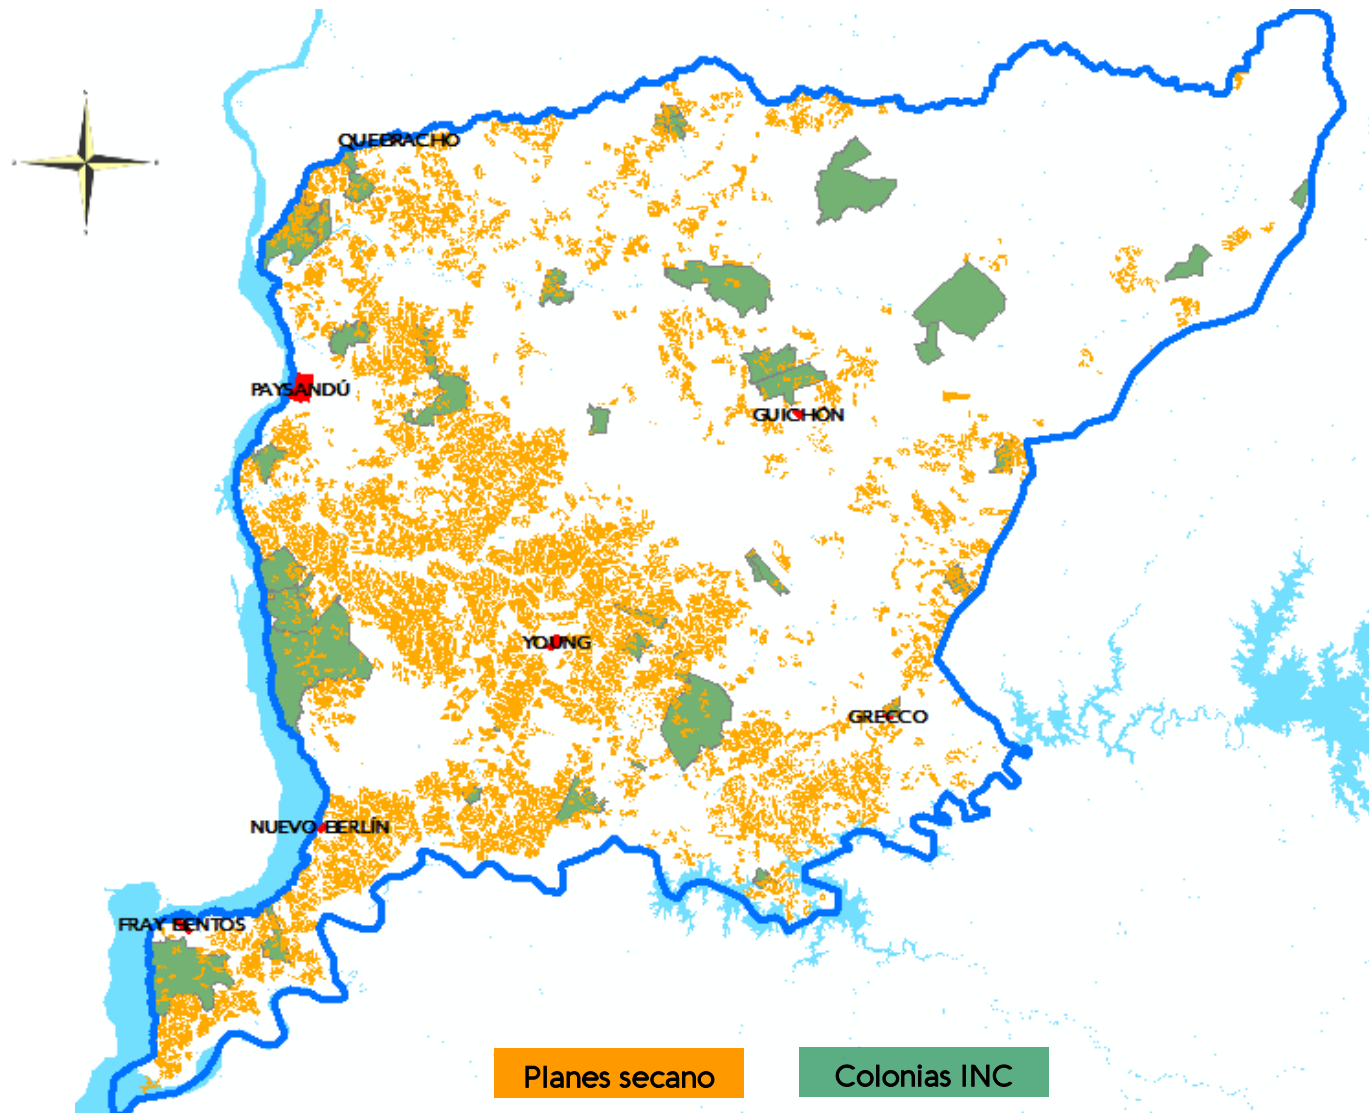 QUEBRACHO
PAYSANDÚ
GUICHÓN
YOUNG
GRECCO
NUEVO BERLÍN
FRAY BENTOS
Planes secano
Colonias INC